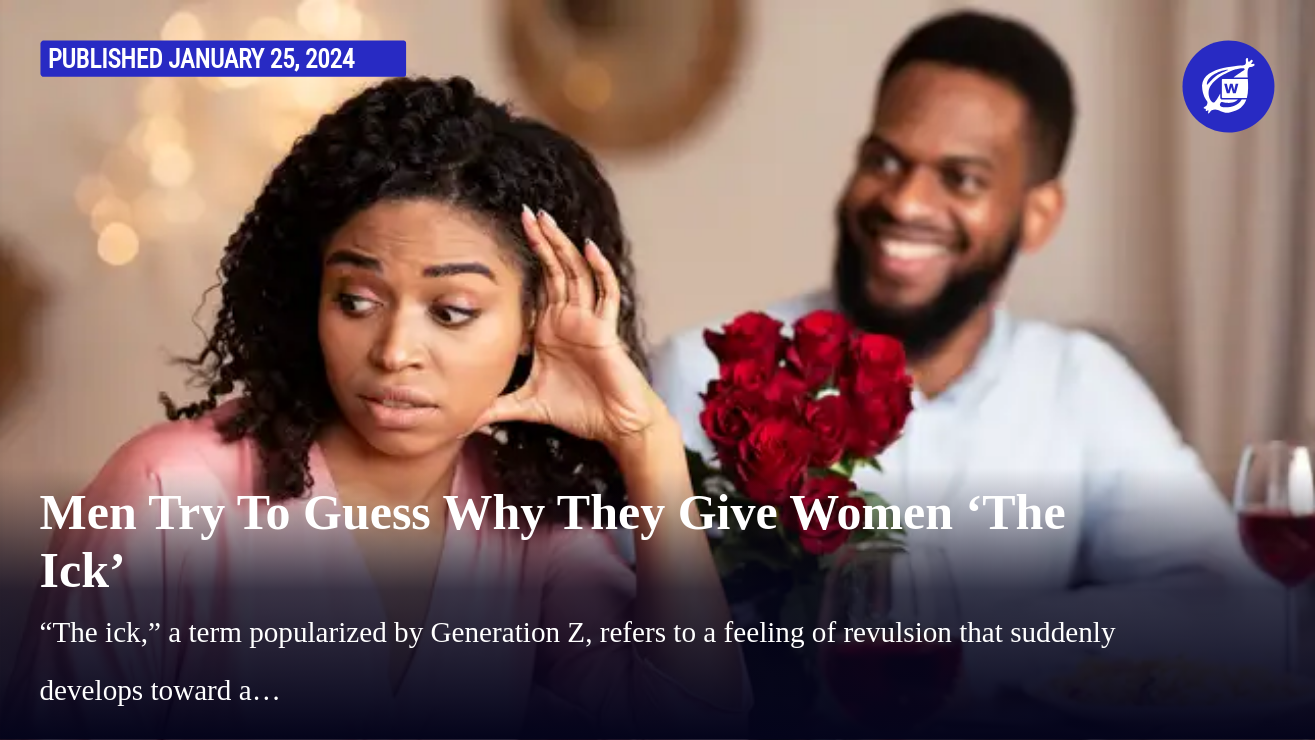 PUBLISHED JANUARY 25, 2024
W
Men Try To Guess Why They Give Women ‘The
Ick’
“The ick,” a term popularized by Generation Z, refers to a feeling of revulsion that suddenly
develops toward a…